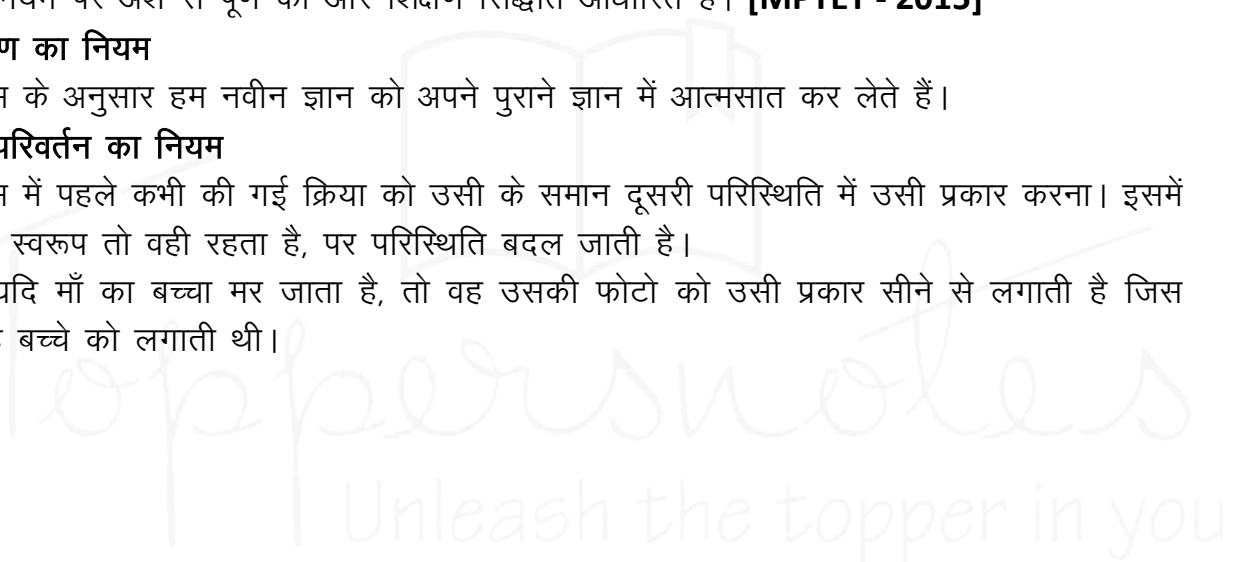 पर अंश से पूर्ण की ओर शिक्षण सिद्धांत आधारित है। [MPTET - 2015]
का नियम
के अनुसार हम नवीन ज्ञान को अपने पुराने ज्ञान में आत्मसात कर लेते हैं।
परिवर्तन का नियम
में पहले कभी की गई क्रिया को उसी के समान दूसरी परिस्थिति में उसी प्रकार करना। इसमें
स्वरूप तो वही रहता है, पर परिस्थिति बदल जाती है।
यदि माँ का बच्चा मर जाता है, तो वह उसकी फोटो को उसी प्रकार सीने से लगाती है जिस
बच्चे को लगाती थी।
Toppersnotes
Unleash the topper in you